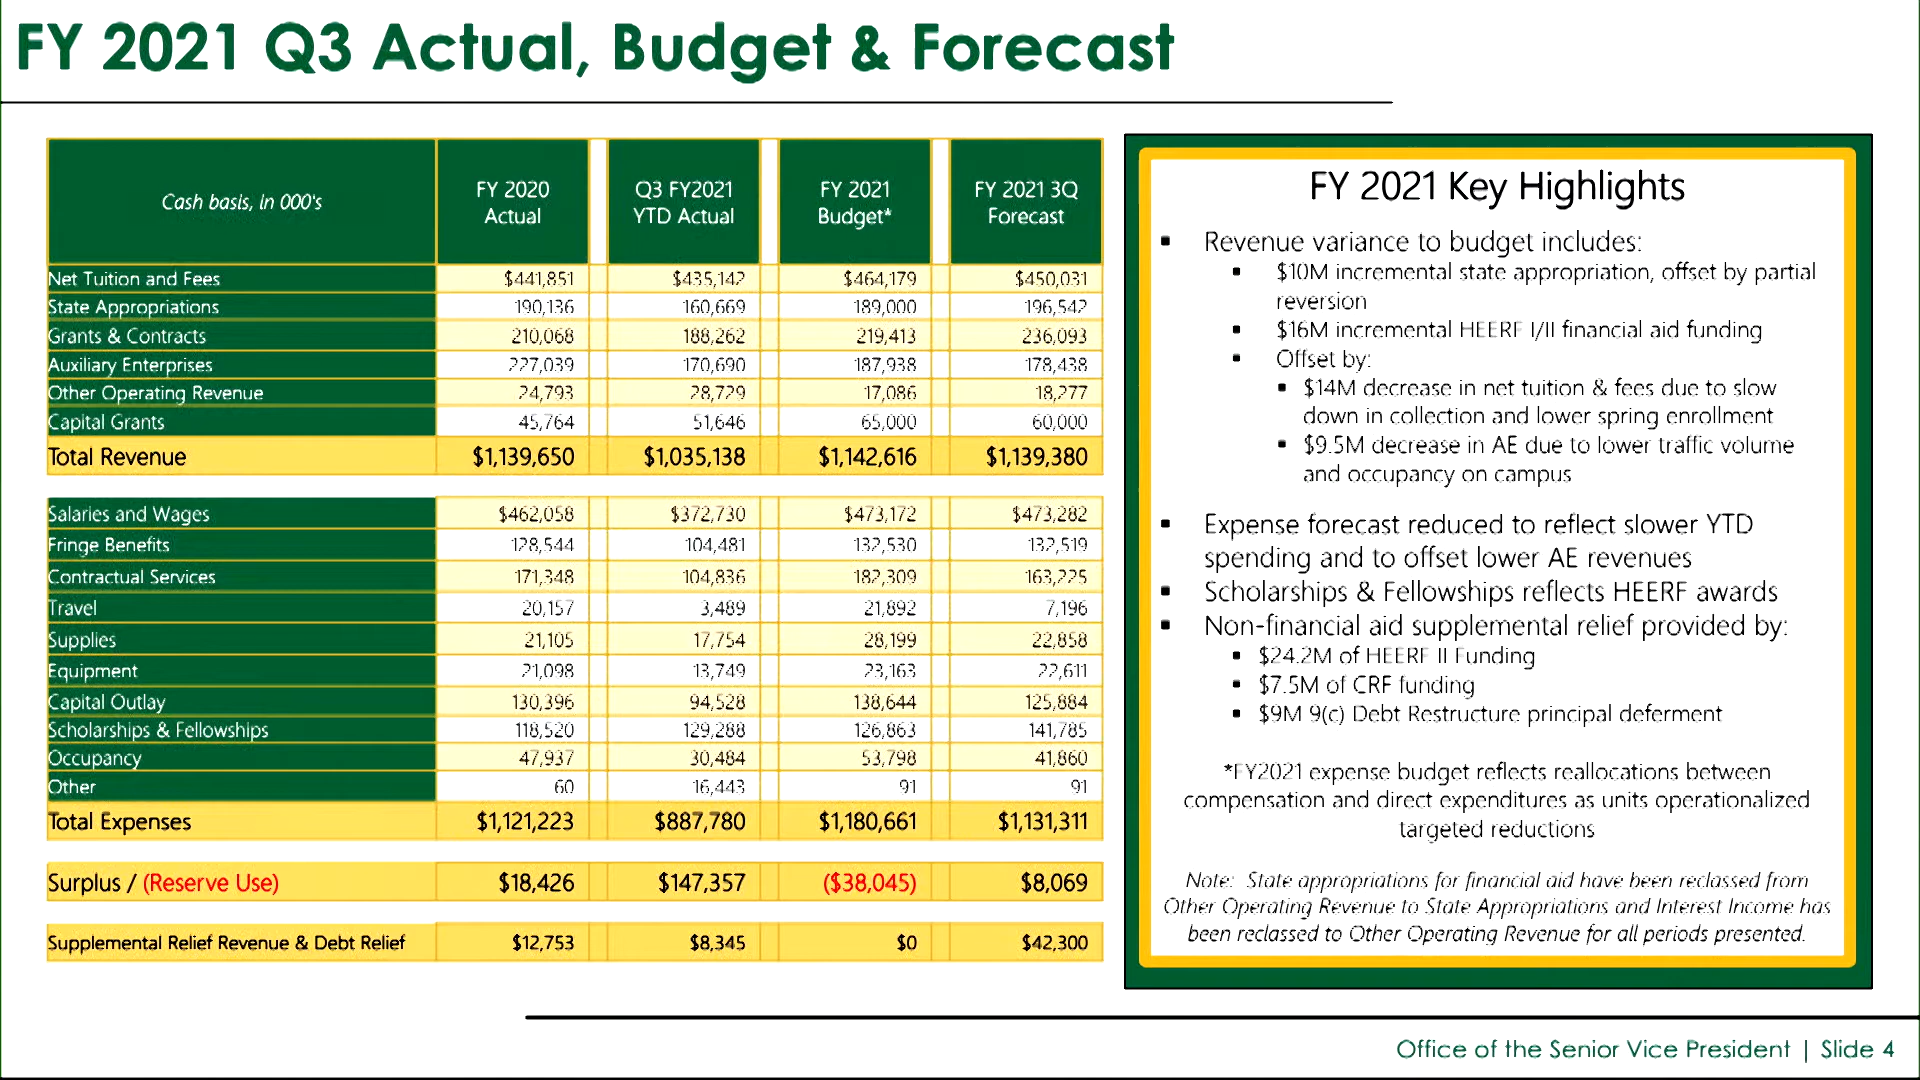 FY 2021 Q3 Actual, Budget & Forecast
Cash basis, in 000's
FY 2020 Actual
Q3 FY2021 YTD Actual
FY 2021 Budget*
FY 2021 3Q Forecast
Net Tuition and Fees $441,851 $435,142 $464,179 $450,031
State Appropriations 190,136 160,669 189,000 196,542
Grants & Contracts 210,068 188,262 219,413 236,093
Auxiliary Enterprises 227,039 170,690 187,938 178,438
Other Operating Revenue 24,793 28,729 17,086 18,277
Capital Grants 45,764 51,646 65,000 60,000
Total Revenue $1,139,650 $1,035,138 $1,142,616 $1,139,380
Salaries and Wages $462,058 $372,730 $473,172 $473,282
Fringe Benefits 128,544 104,481 132,530 132,519
Contractual Services 171,348 104,836 182,309 163,225
Travel 20,157 3,489 21,892 7,196
Supplies 21,105 17,754 28,199 22,858
Equipment 21,098 13,749 23,163 22,611
Capital Outlay 130,396 94,528 138,644 125,884
Scholarships & Fellowships 118,520 129,288 126,863 141,785
Occupancy 47,937 30,484 53,798 41,860
Other 60 16,443 91 91
Total Expenses $1,121,223 $887,780 $1,180,661 $1,131,311
Surplus / (Reserve Use) $18,426 $147,357 ($38,045) $8,069
Supplemental Relief Revenue & Debt Relief $12,753 $8,345 $0 $42,300
FY 2021 Key Highlights
▪ Revenue variance to budget includes:
▪ $10M incremental state appropriation, offset by partial
reversion
▪ $16M incremental HEERF I/II financial aid funding
▪ Offset by:
▪ $14M decrease in net tuition & fees due to slow
down in collection and lower spring enrollment
▪ $9.5M decrease in AE due to lower traffic volume
and occupancy on campus
▪ Expense forecast reduced to reflect slower YTD
spending and to offset lower AE revenues
▪ Scholarships & Fellowships reflects HEERF awards
▪ Non-financial aid supplemental relief provided by:
▪ $24.2M of HEERF II Funding
▪ $7.5M of CRF funding
▪ $9M 9(c) Debt Restructure principal deferment
*FY2021 expense budget reflects reallocations between
compensation and direct expenditures as units operationalized
targeted reductions
Note: State appropriations for financial aid have been reclassed from
Other Operating Revenue to State Appropriations and Interest Income has
been reclassed to Other Operating Revenue for all periods presented.
Office of the Senior Vice President | Slide 4